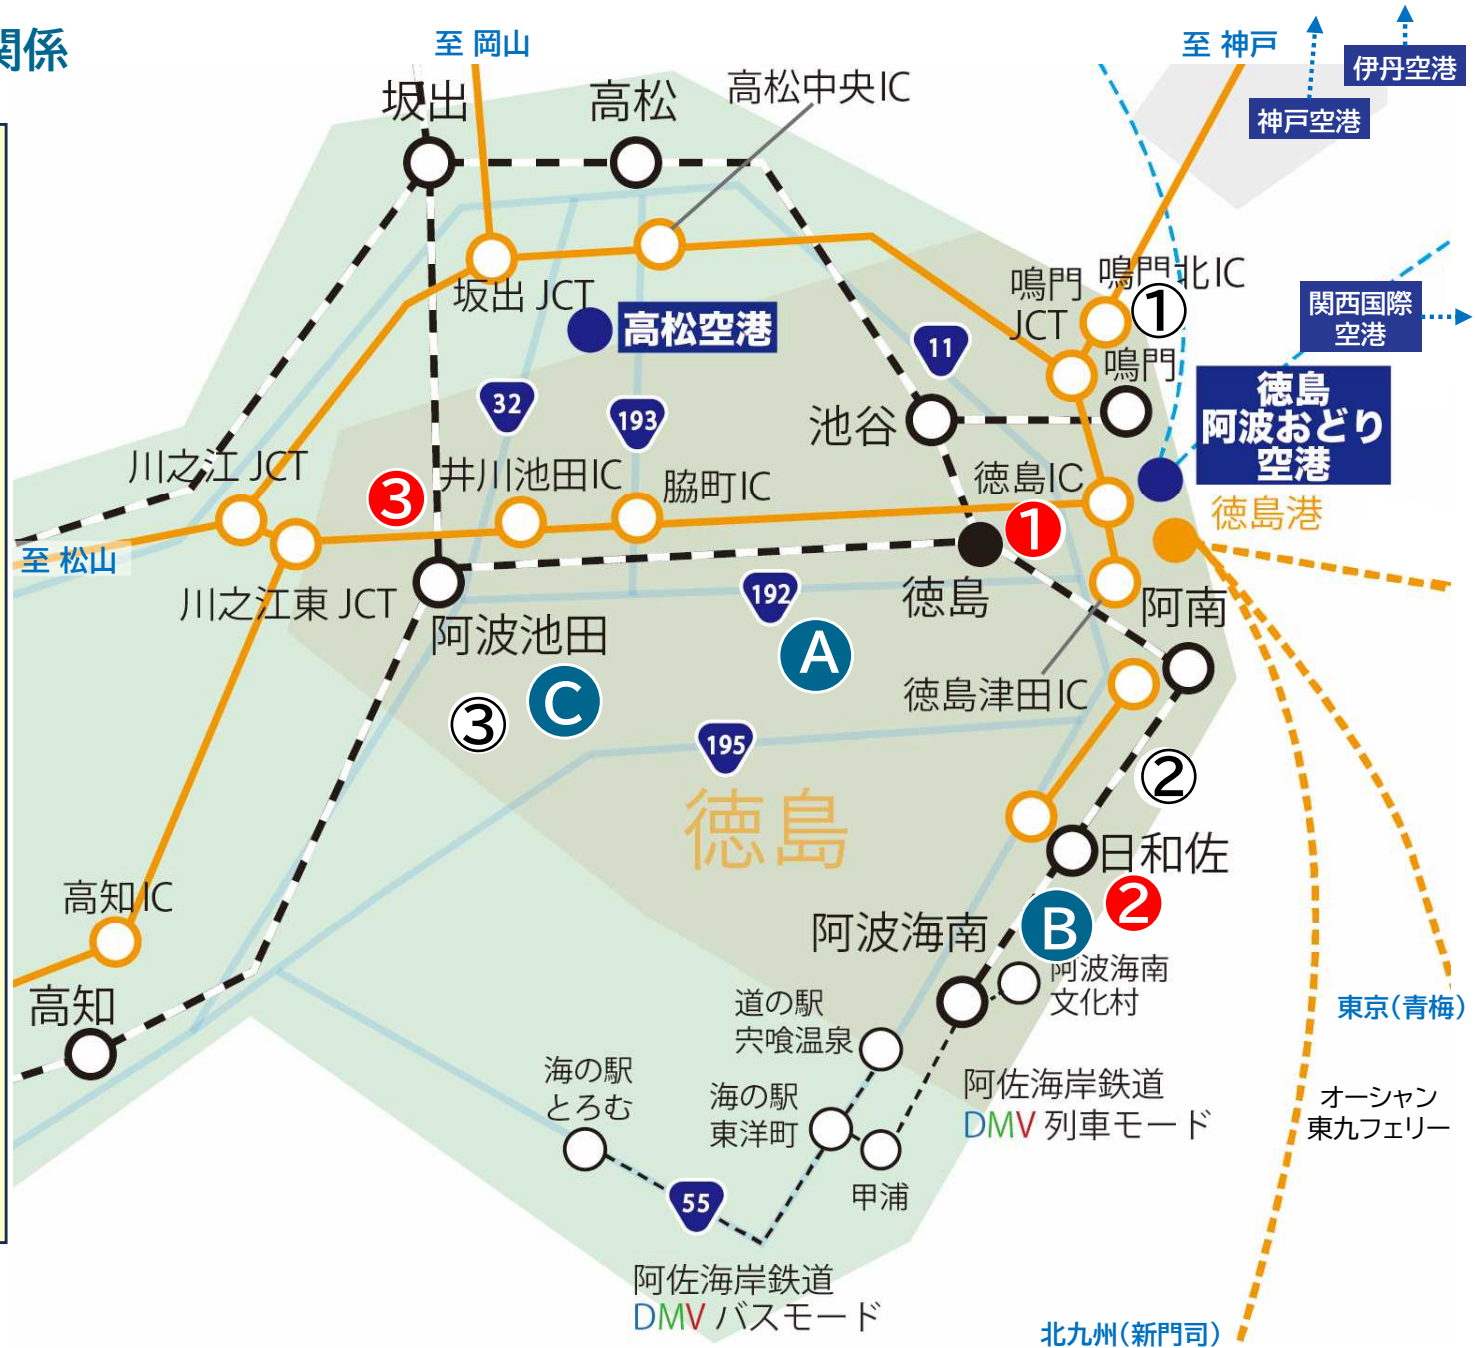 関係
至 岡山
至 神戸
伊丹空港
神戸空港
坂出
高松
高松中央IC
坂出 JCT
高松空港
鳴門
JCT
鳴門北IC
①
関西国際
空港
鳴門
11
徳島
阿波おどり
空港
32
193
池谷
川之江 JCT
3
井川池田IC
脇町IC
徳島IC
徳島港
1
至 松山
川之江東 JCT
阿波池田
192
徳島
阿南
A
C
③
徳島津田IC
195
②
徳島
日和佐
高知IC
2
B
阿波海南
阿波海南
文化村
高知
道の駅
宍喰温泉
東京(青梅)
海の駅
とろむ
海の駅
東洋町
阿佐海岸鉄道
DMV 列車モード
オーシャン
東九フェリー
甲浦
55
阿佐海岸鉄道
DMV バスモード
北九州(新門司)